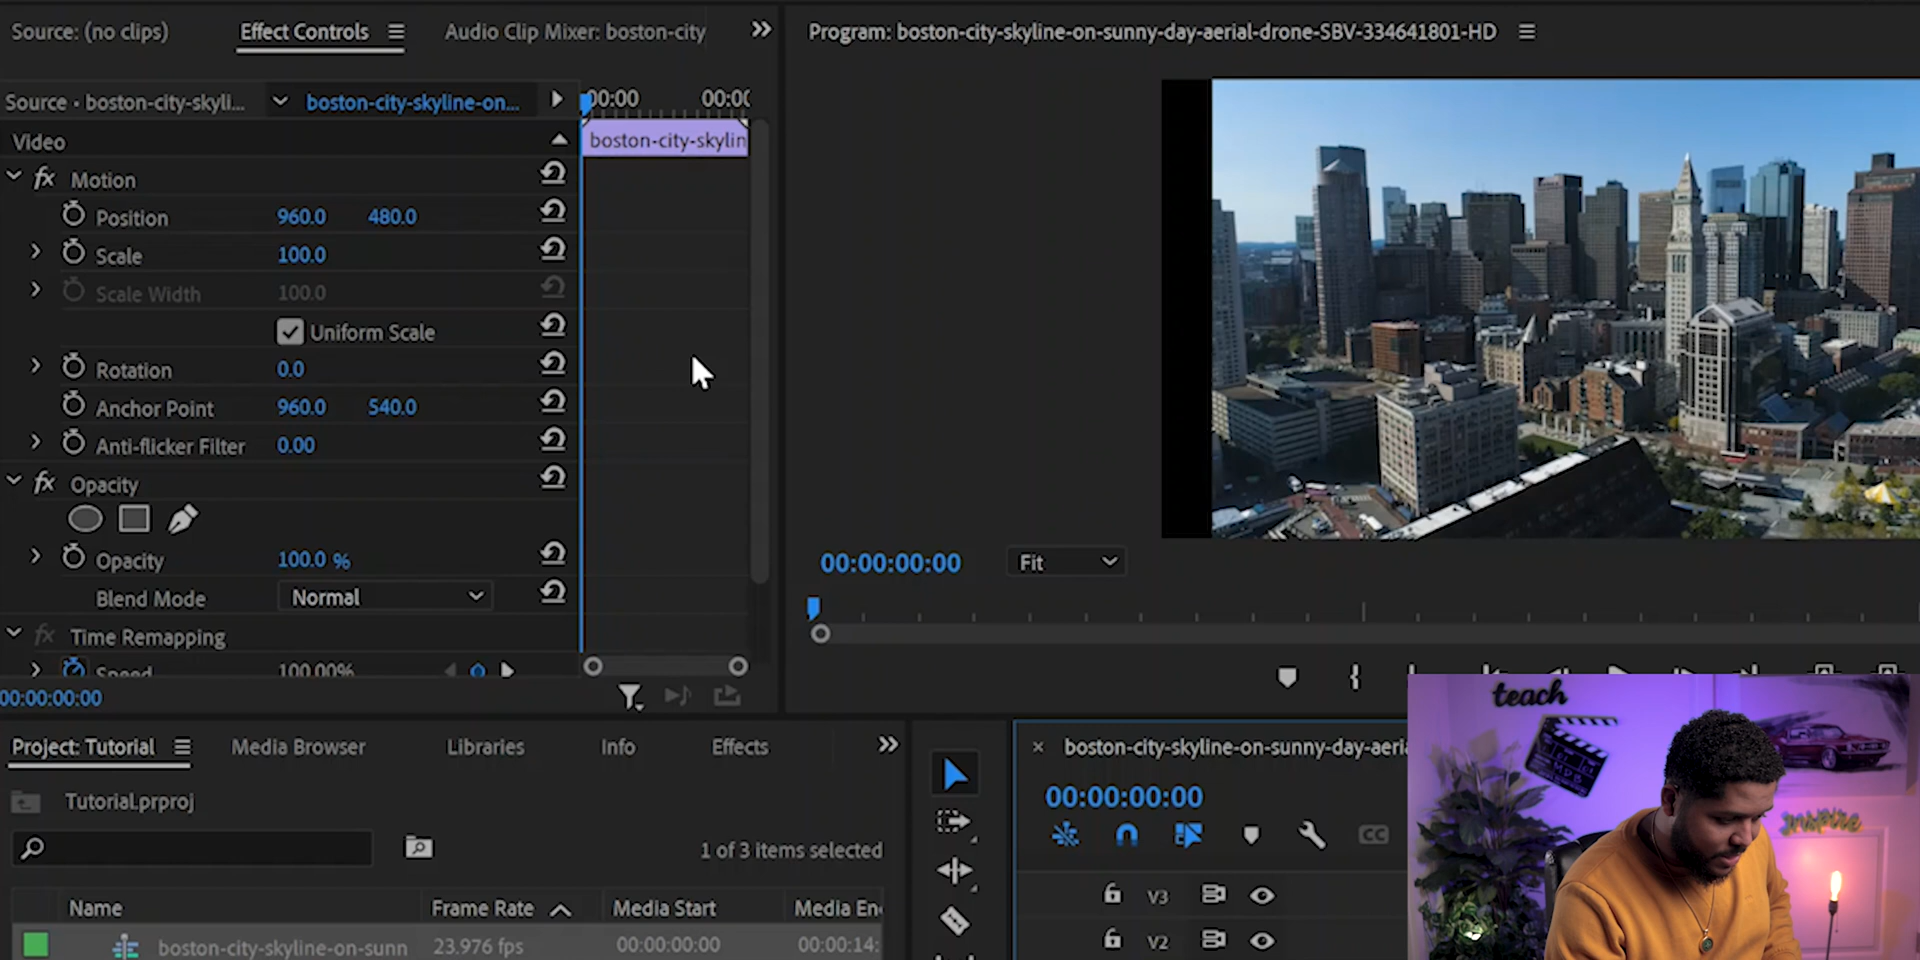 Source: (no clips)
Effect Controls
Audio Clip Mixer: boston-city
Program: boston-city-skyline-on-sunny-day-aerial-drone-SBV-334641801-HD
Source • boston-city-skyli...
boston-city-skyline-on...
:00:00
00:00
Video
boston-city-skylin
fx Motion
Position 960.0 480.0
Scale 100.0
Scale Width 100.0
Uniform Scale
Rotation 0.0
Anchor Point 960.0 540.0
Anti-flicker Filter 0.00
fx Opacity
Opacity 100.0 %
Blend Mode Normal
fx Time Remapping
Speed 100.00%
00:00:00:00
00:00:00:00
Fit
Project: Tutorial
Media Browser
Libraries
Info
Effects
Tutorial.prproj
1 of 3 items selected
Name
Frame Rate
Media Start
Media En
boston-city-skyline-on-sunn
23.976 fps
00:00:00:00
00:00:14:
boston-city-skyline-on-sunny-day-aeria
00:00:00:00
CC
V3
V2
teach
inspire